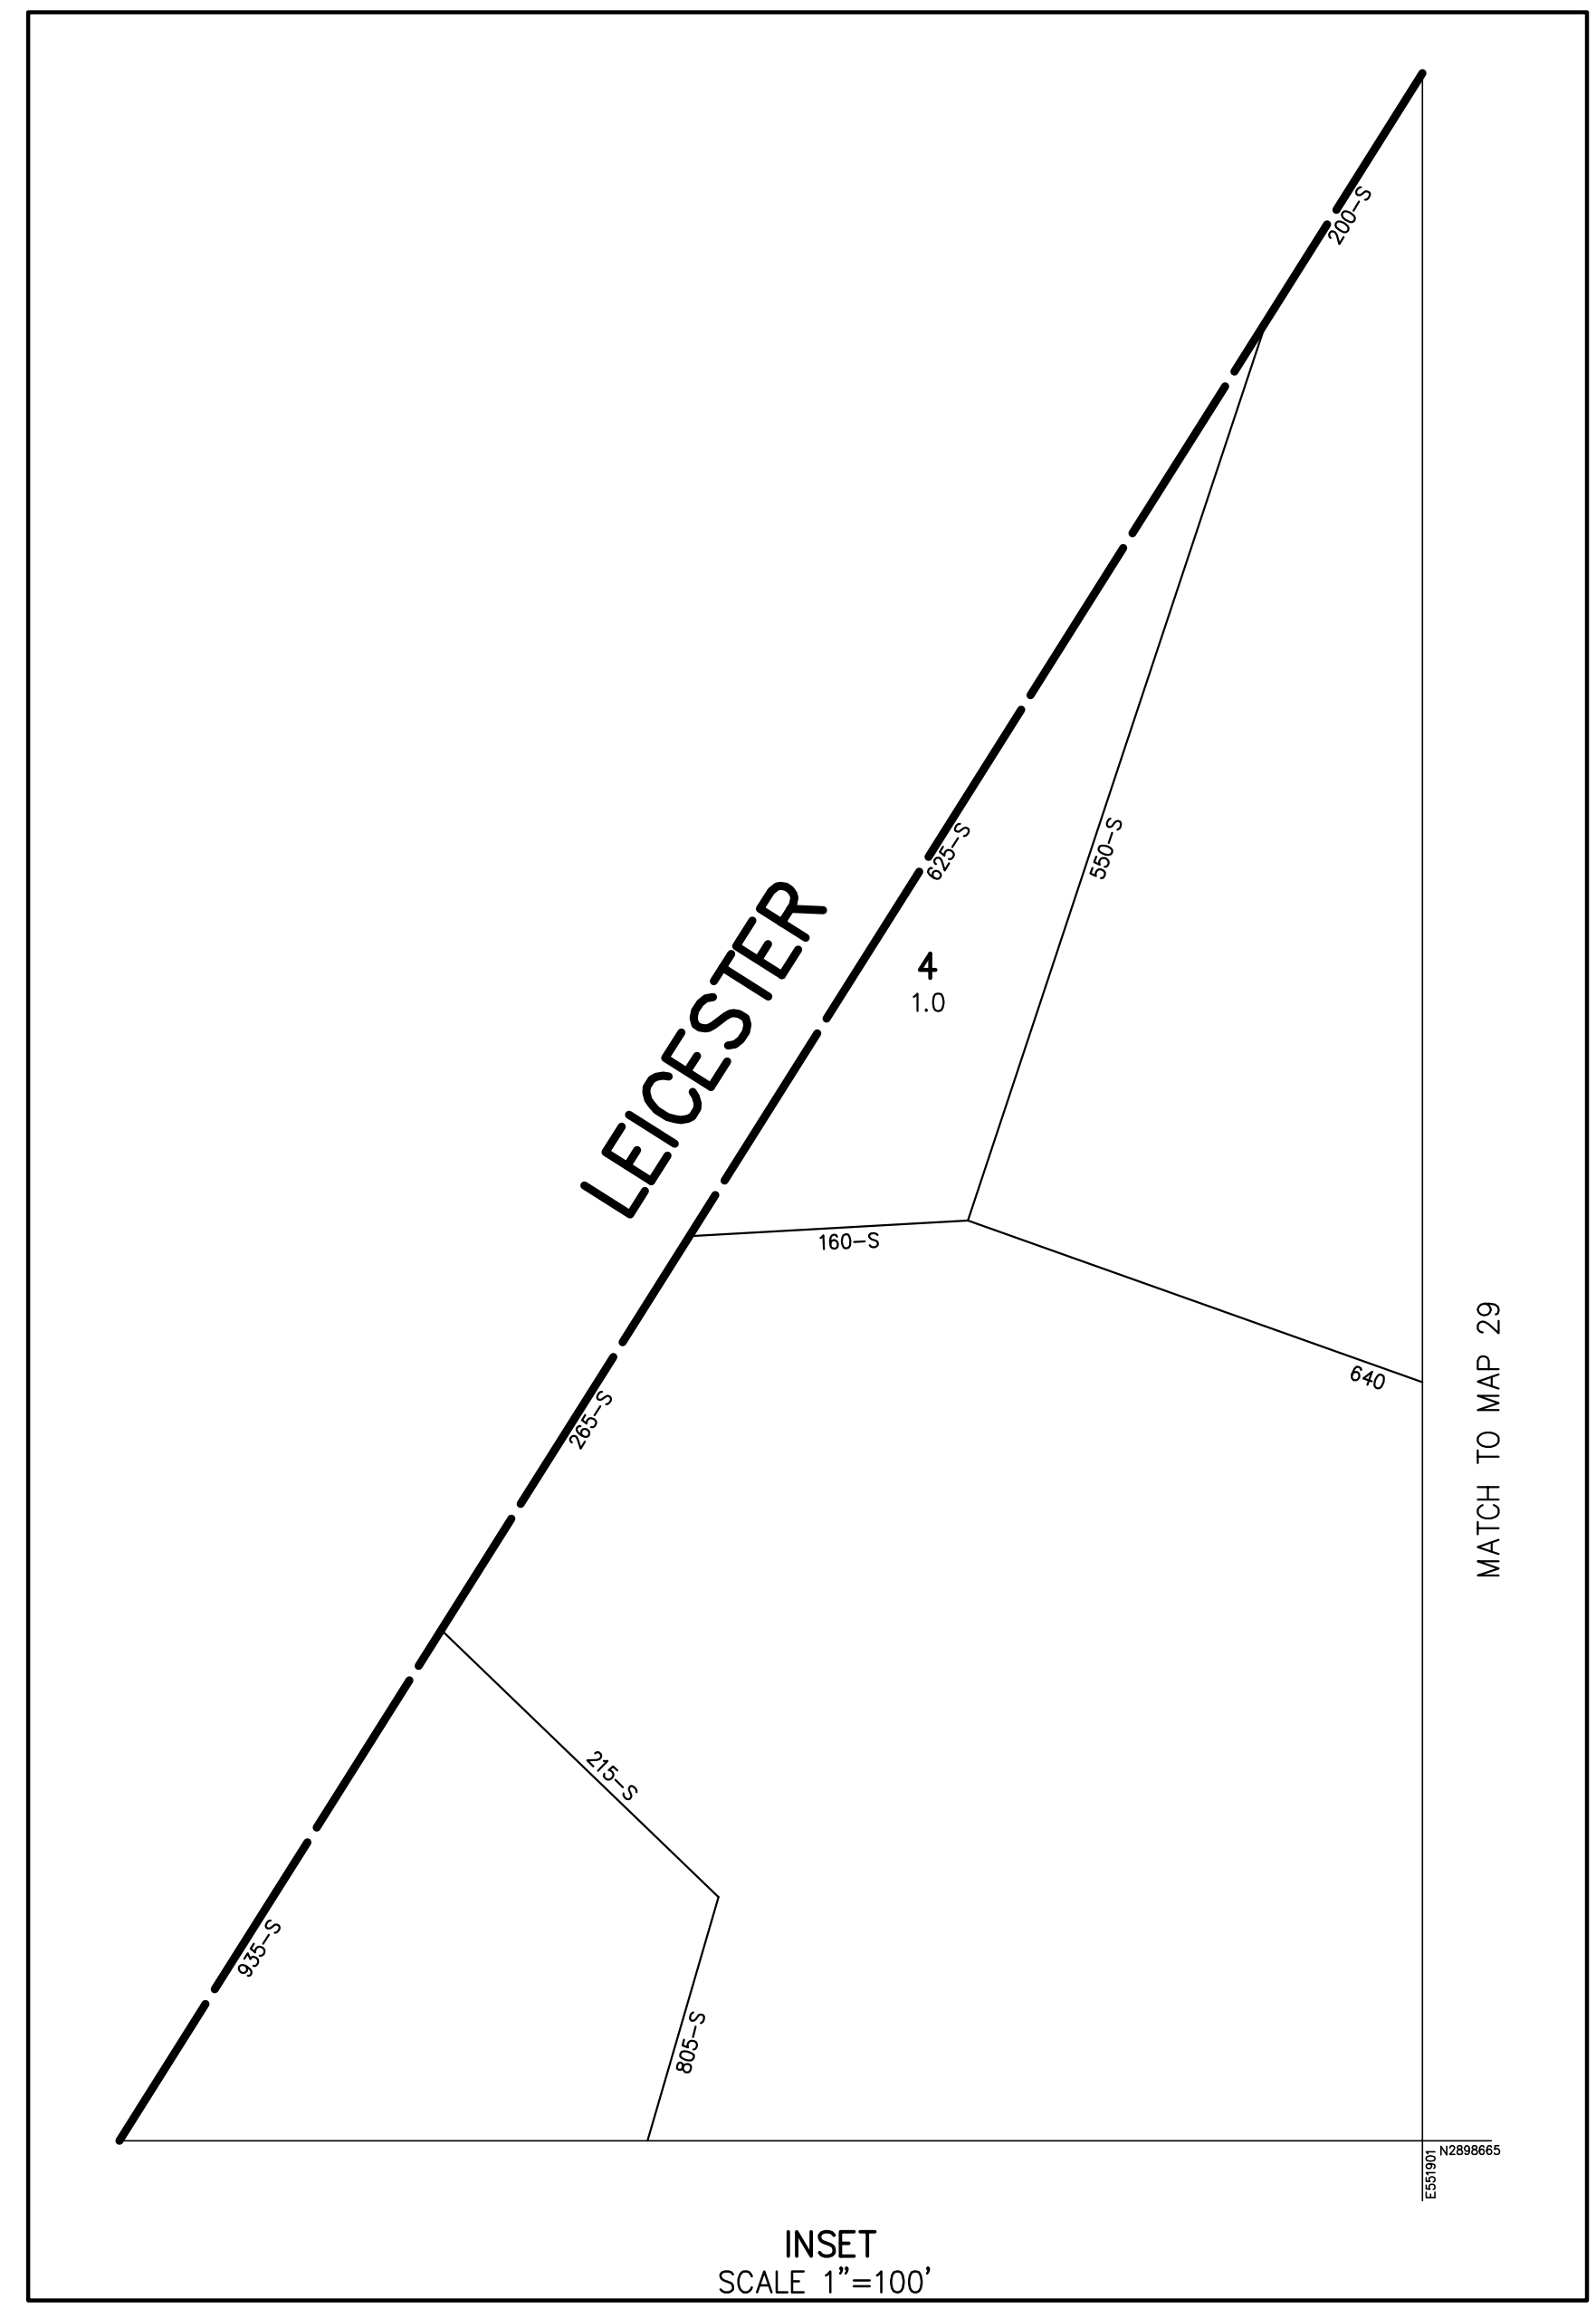 200-S
625-S
550-S
LEICESTER
4
1.0
160-S
640
MATCH TO MAP 29
265-S
215-S
935-S
805-S
N2898665
E551901
INSET
SCALE 1"=100'